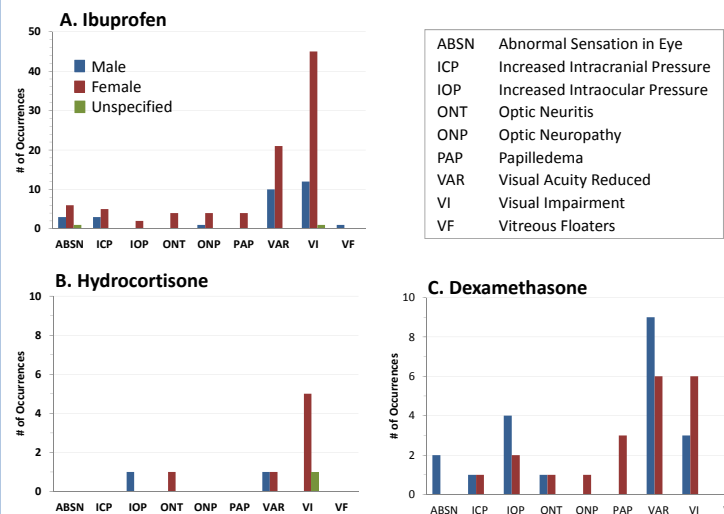 A. Ibuprofen
50
40
30
20
10
0
# of Occurrences
Male
Female
Unspecified
ABSN ICP IOP ONT ONP PAP VAR VI VF
ABSN Abnormal Sensation in Eye
ICP Increased Intracranial Pressure
IOP Increased Intraocular Pressure
ONT Optic Neuritis
ONP Optic Neuropathy
PAP Papilledema
VAR Visual Acuity Reduced
VI Visual Impairment
VF Vitreous Floaters
B. Hydrocortisone
10
8
6
4
2
0
# of Occurrences
ABSN ICP IOP ONT ONP PAP VAR VI VF
C. Dexamethasone
10
8
6
4
2
0
# of Occurrences
ABSN ICP IOP ONT ONP PAP VAR VI